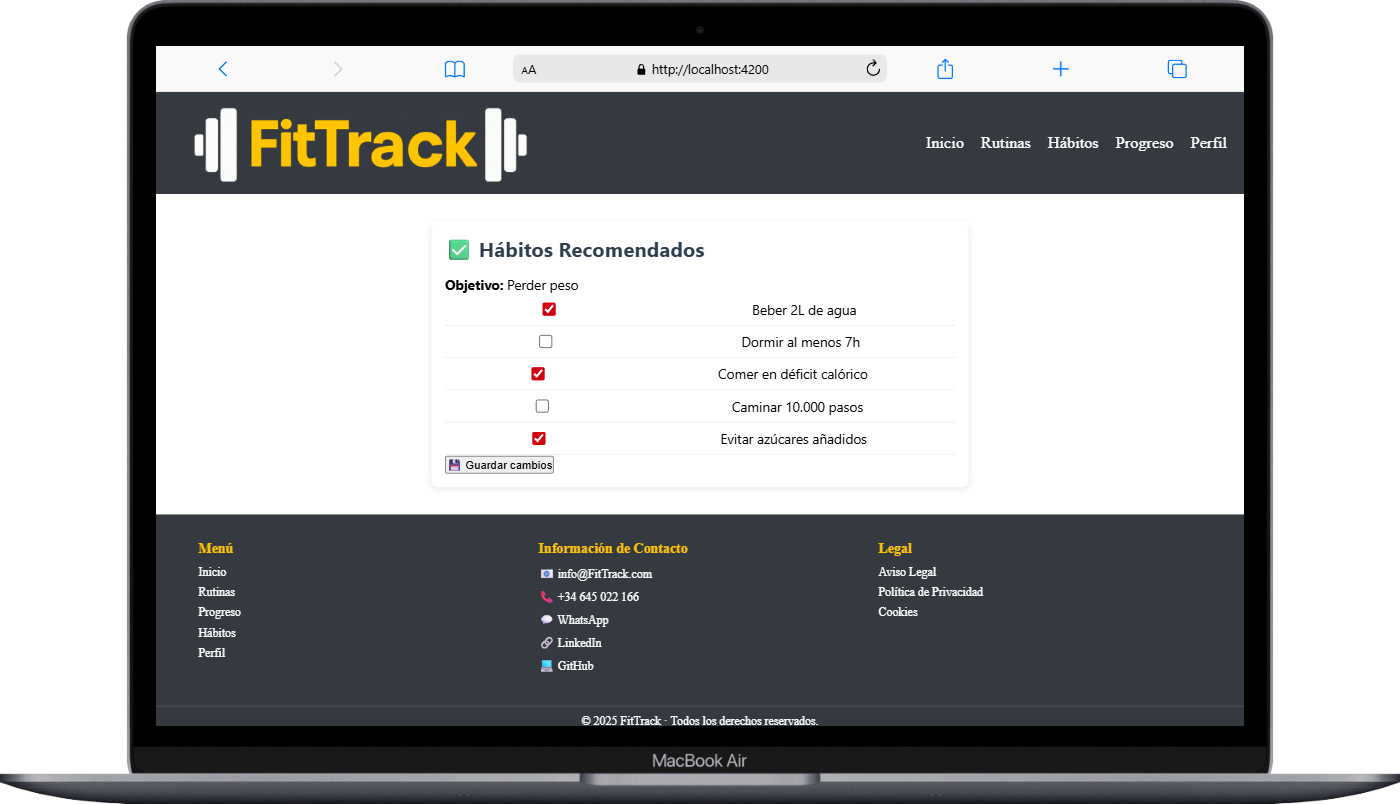 AA http://localhost:4200
FitTrack
Inicio Rutinas Hábitos Progreso Perfil
✅ Hábitos Recomendados
Objetivo: Perder peso
Beber 2L de agua
Dormir al menos 7h
Comer en déficit calórico
Caminar 10.000 pasos
Evitar azúcares añadidos
💾 Guardar cambios
Menú
Inicio
Rutinas
Progreso
Hábitos
Perfil
Información de Contacto
📧 info@FitTrack.com
📞 +34 645 022 166
💬 WhatsApp
🔗 LinkedIn
💻 GitHub
Legal
Aviso Legal
Política de Privacidad
Cookies
© 2025 FitTrack · Todos los derechos reservados.
MacBook Air